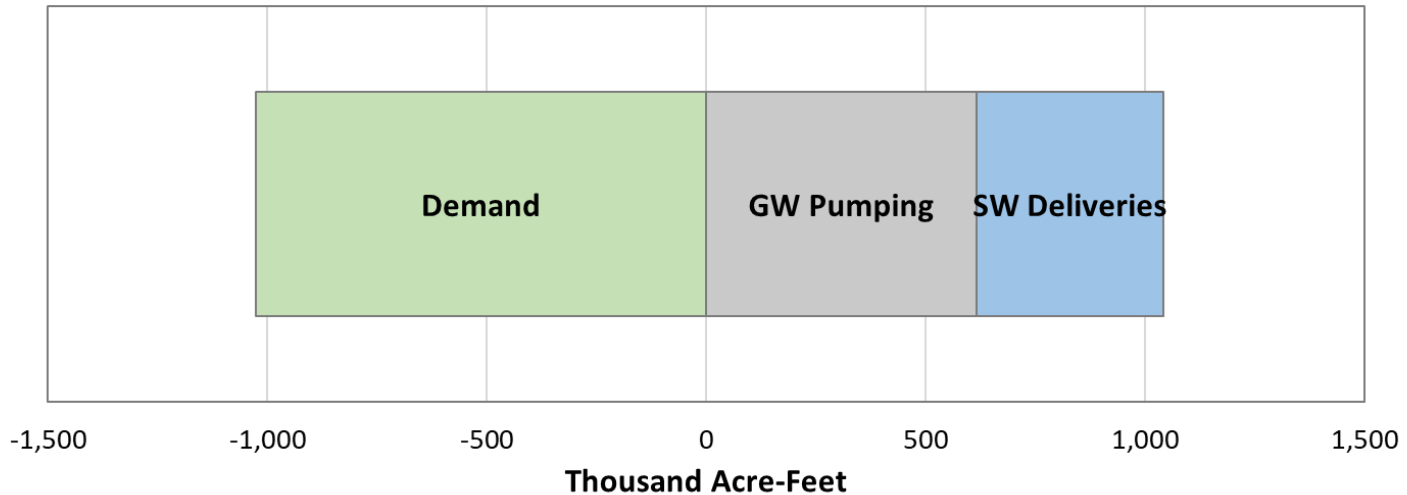 Demand GW Pumping SW Deliveries
-1,500 -1,000 -500 0 500 1,000 1,500
Thousand Acre-Feet